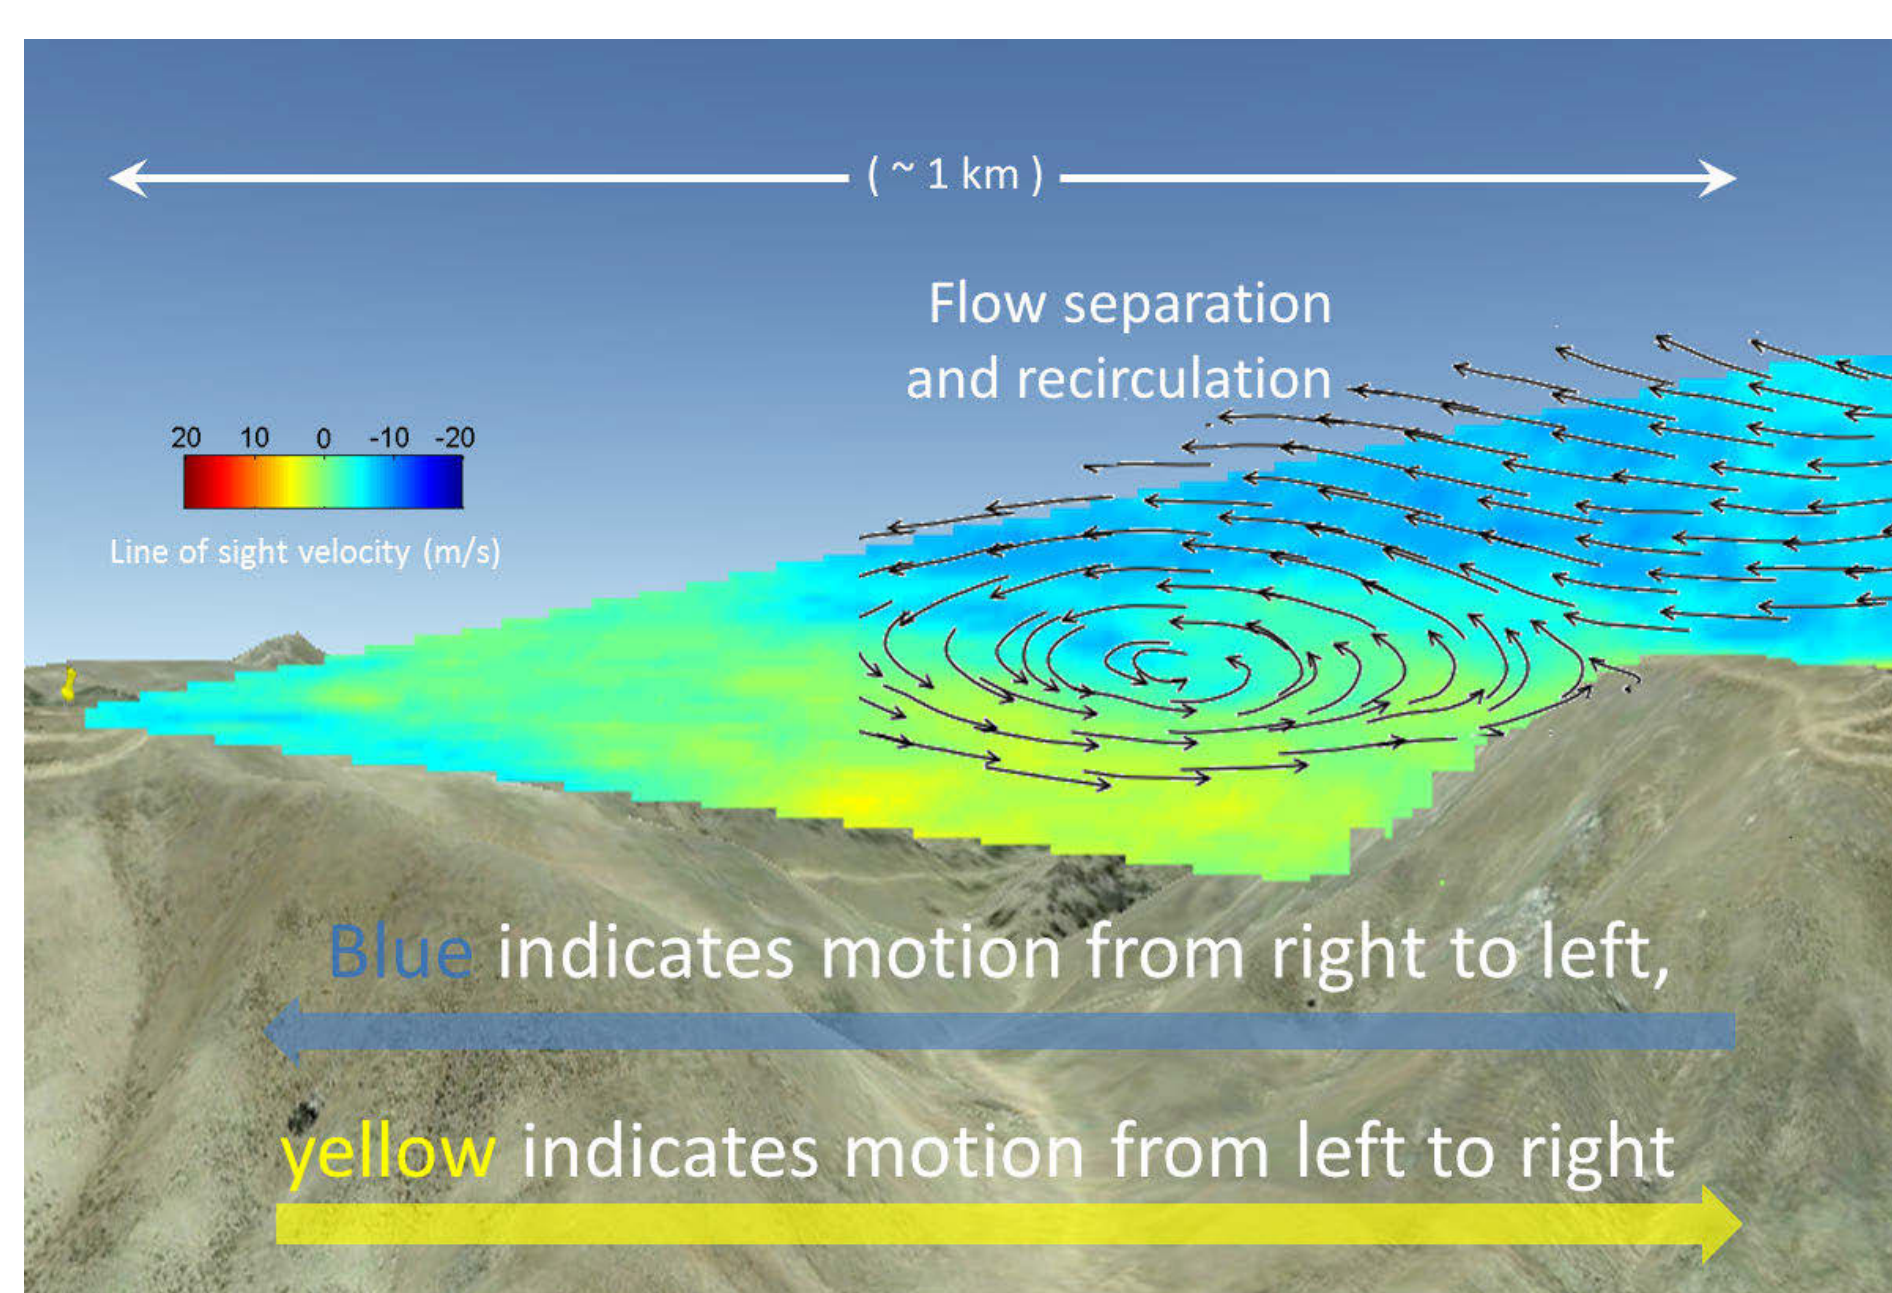 ( ~ 1 km )
Flow separation
and recirculation
20 10 0 -10 -20
Line of sight velocity (m/s)
Blue indicates motion from right to left,
yellow indicates motion from left to right